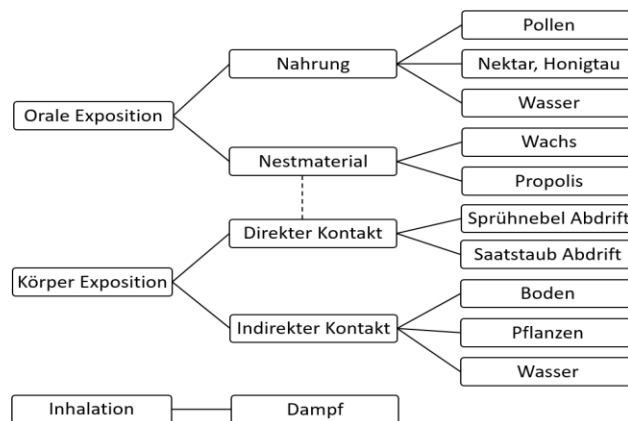 Pollen
Nahrung
Nektar, Honigtau
Wasser
Orale Exposition
Wachs
Nestmaterial
Propolis
Sprühnebel Abdrift
Direkter Kontakt
Saatstaub Abdrift
Körper Exposition
Boden
Indirekter Kontakt
Pflanzen
Wasser
Inhalation
Dampf